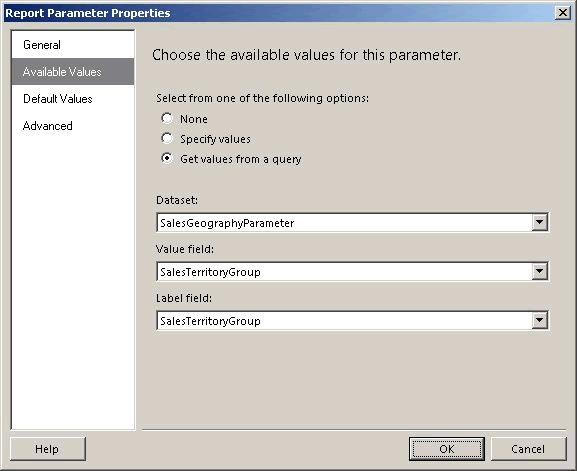 Report Parameter Properties
General
Available Values
Default Values
Advanced
Choose the available values for this parameter.
Select from one of the following options:
None
Specify values
Get values from a query
Dataset:
SalesGeographyParameter
Value field:
SalesTerritoryGroup
Label field:
SalesTerritoryGroup
Help
OK
Cancel